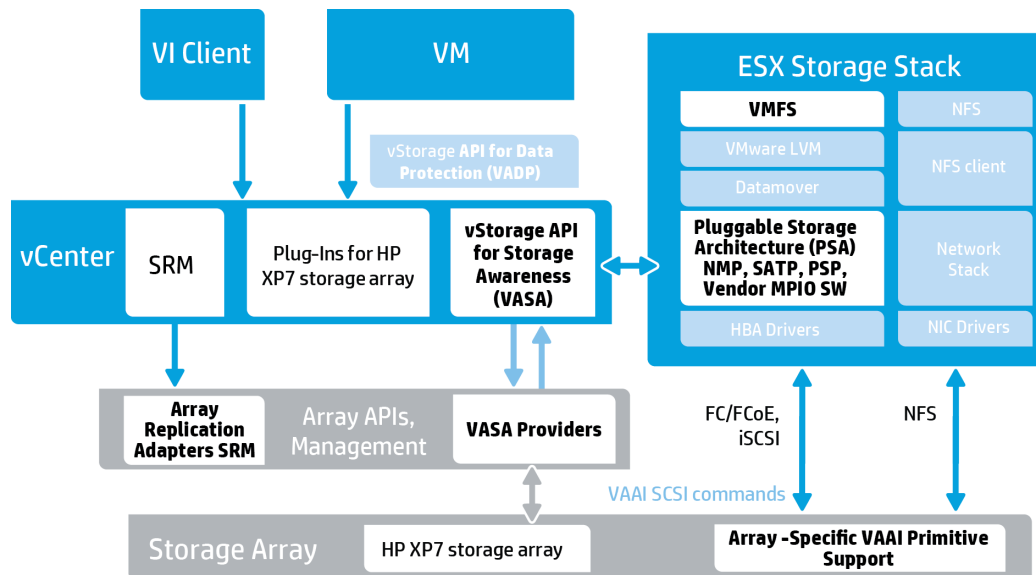 VI Client
VM
vStorage API for Data
Protection (VADP)
vCenter
SRM
Plug-Ins for HP
XP7 storage array
vStorage API
for Storage
Awareness
(VASA)
ESX Storage Stack
VMFS
NFS
VMware LVM
NFS client
Datamover
Pluggable Storage
Architecture (PSA)
NMP, SATP, PSP,
Vendor MPIO SW
Network
Stack
HBA Drivers
NIC Drivers
Array
Replication
Adapters SRM
Array APIs,
Management
VASA Providers
FC/FCoE,
iSCSI
NFS
VAAI SCSI commands
Storage Array
HP XP7 storage array
Array -Specific VAAI Primitive
Support